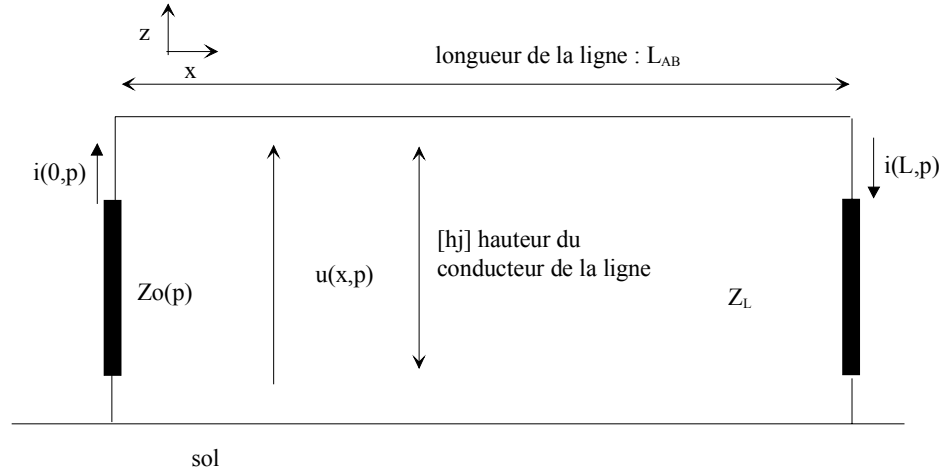 z
x
longueur de la ligne : L_AB
i(0,p)
i(L,p)
[hj] hauteur du
conducteur de la ligne
u(x,p)
Zo(p)
Z_L
sol